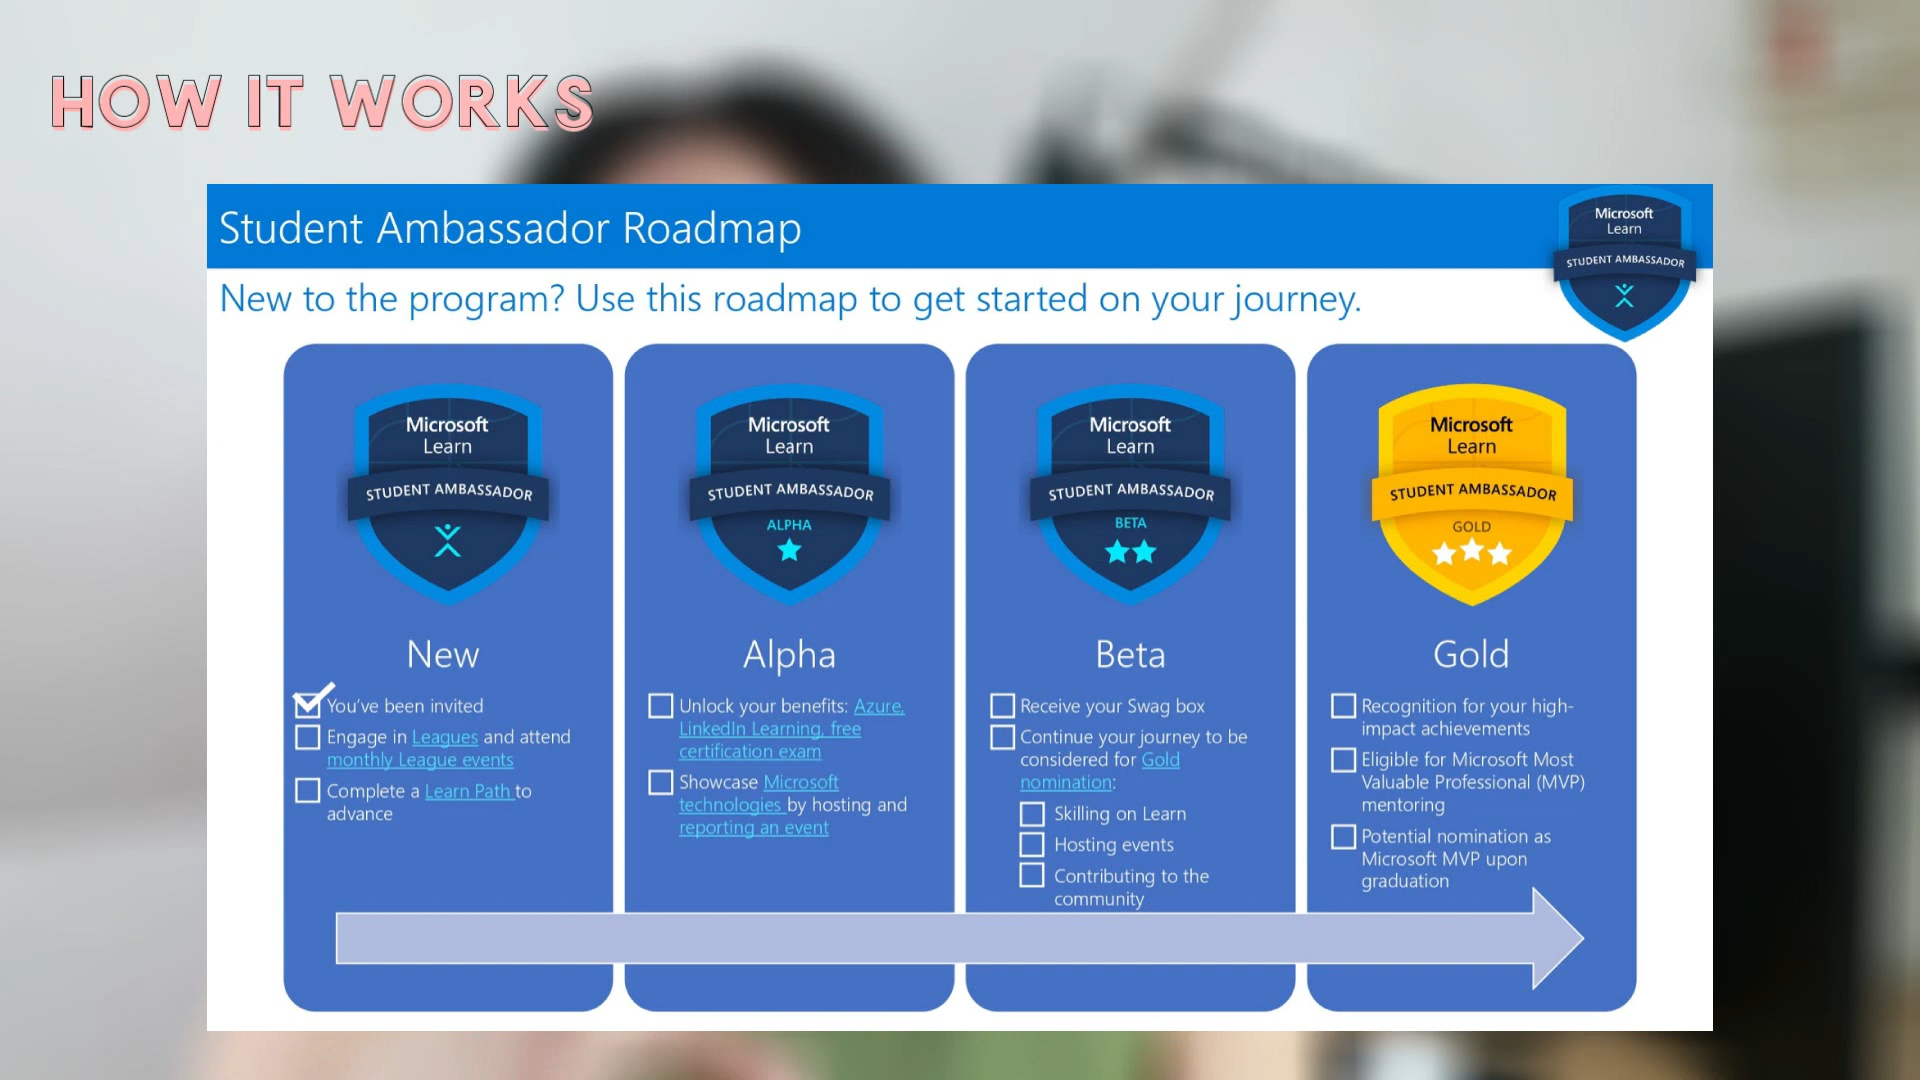 HOW IT WORKS
Student Ambassador Roadmap
Microsoft
Learn
STUDENT AMBASSADOR
New to the program? Use this roadmap to get started on your journey.
Microsoft
Learn
STUDENT AMBASSADOR
New
You've been invited
Engage in Leagues and attend
monthly League events
Complete a Learn Path to
advance
Microsoft
Learn
STUDENT AMBASSADOR
ALPHA
Alpha
Unlock your benefits: Azure,
LinkedIn Learning, free
certification exam
Showcase Microsoft
technologies by hosting and
reporting an event
Microsoft
Learn
STUDENT AMBASSADOR
BETA
Beta
Receive your Swag box
Continue your journey to be
considered for Gold
nomination:
Skilling on Learn
Hosting events
Contributing to the
community
Microsoft
Learn
STUDENT AMBASSADOR
GOLD
Gold
Recognition for your high-
impact achievements
Eligible for Microsoft Most
Valuable Professional (MVP)
mentoring
Potential nomination as
Microsoft MVP upon
graduation